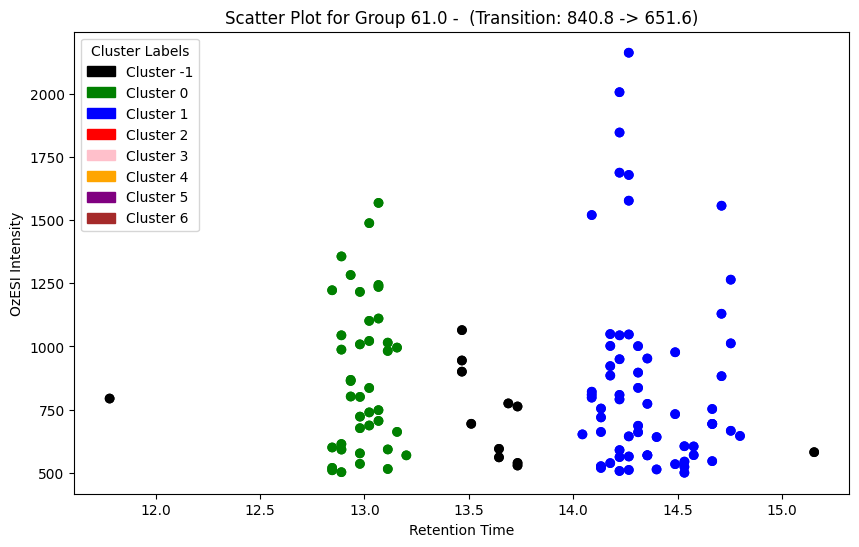 Scatter Plot for Group 61.0 -  (Transition: 840.8 -> 651.6)
Cluster Labels
Cluster -1
Cluster 0
Cluster 1
Cluster 2
Cluster 3
Cluster 4
Cluster 5
Cluster 6
OzESI Intensity
2000
1750
1500
1250
1000
750
500
12.0 12.5 13.0 13.5 14.0 14.5 15.0
Retention Time